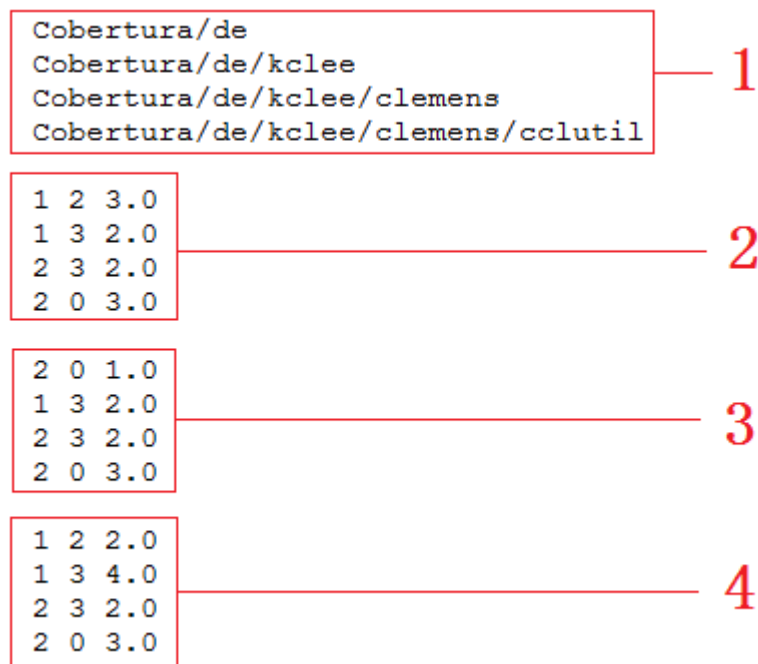 Cobertura/de
Cobertura/de/kclee
Cobertura/de/kclee/clemens
Cobertura/de/kclee/clemens/cclutil
1
1 2 3.0
1 3 2.0
2 3 2.0
2 0 3.0
2
2 0 1.0
1 3 2.0
2 3 2.0
2 0 3.0
3
1 2 2.0
1 3 4.0
2 3 2.0
2 0 3.0
4